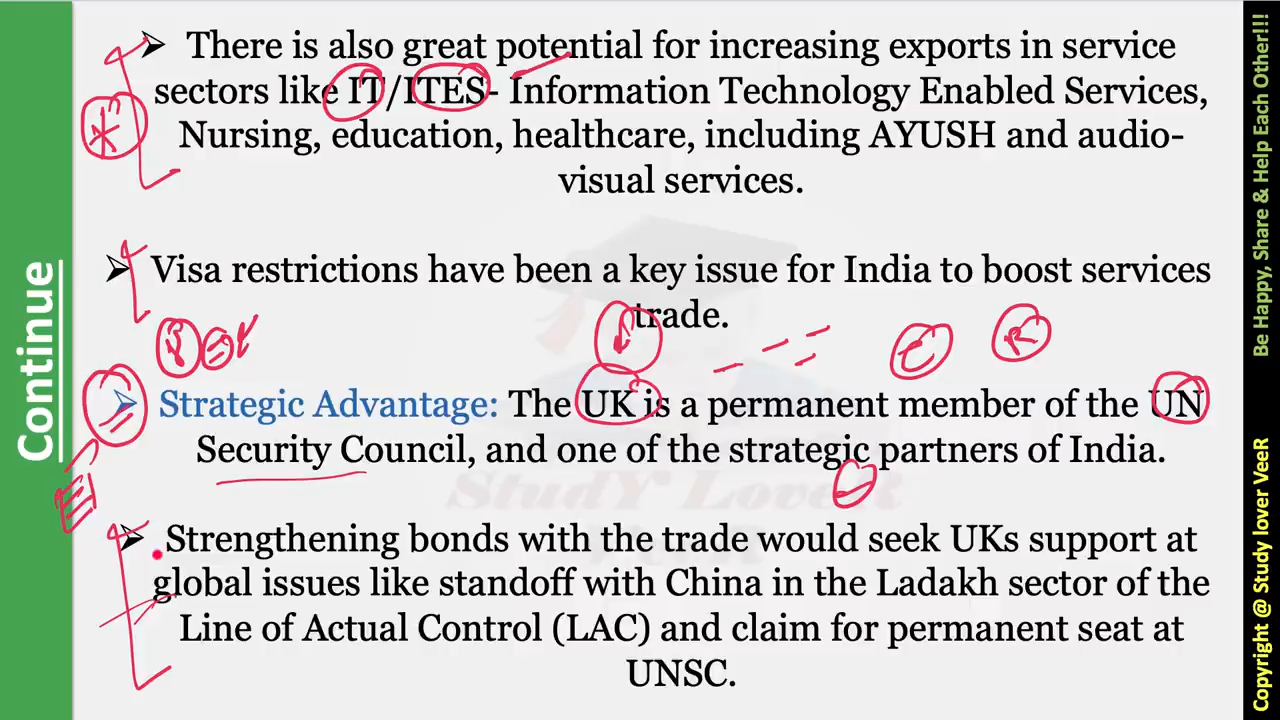 There is also great potential for increasing exports in service
sectors like IT/ITES- Information Technology Enabled Services,
Nursing, education, healthcare, including AYUSH and audio-
visual services.
Visa restrictions have been a key issue for India to boost services
trade.
Strategic Advantage: The UK is a permanent member of the UN
Security Council, and one of the strategic partners of India.
Strengthening bonds with the trade would seek UKs support at
global issues like standoff with China in the Ladakh sector of the
Line of Actual Control (LAC) and claim for permanent seat at
UNSC.
Continue
Be Happy, Share & Help Each Other!!!
Copyright @ Study lover VeeR
StudY LoveR